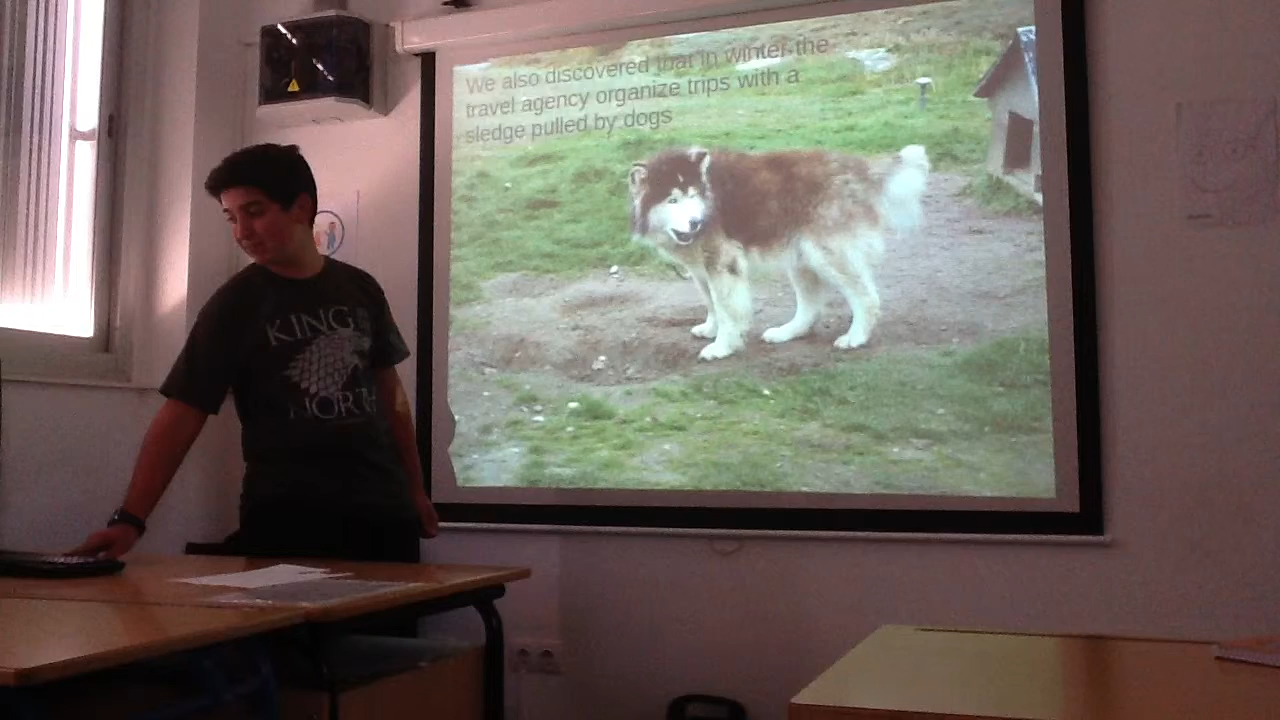 We also discovered that in winter the
travel agency organize trips with a
sledge pulled by dogs
KING
NORTH